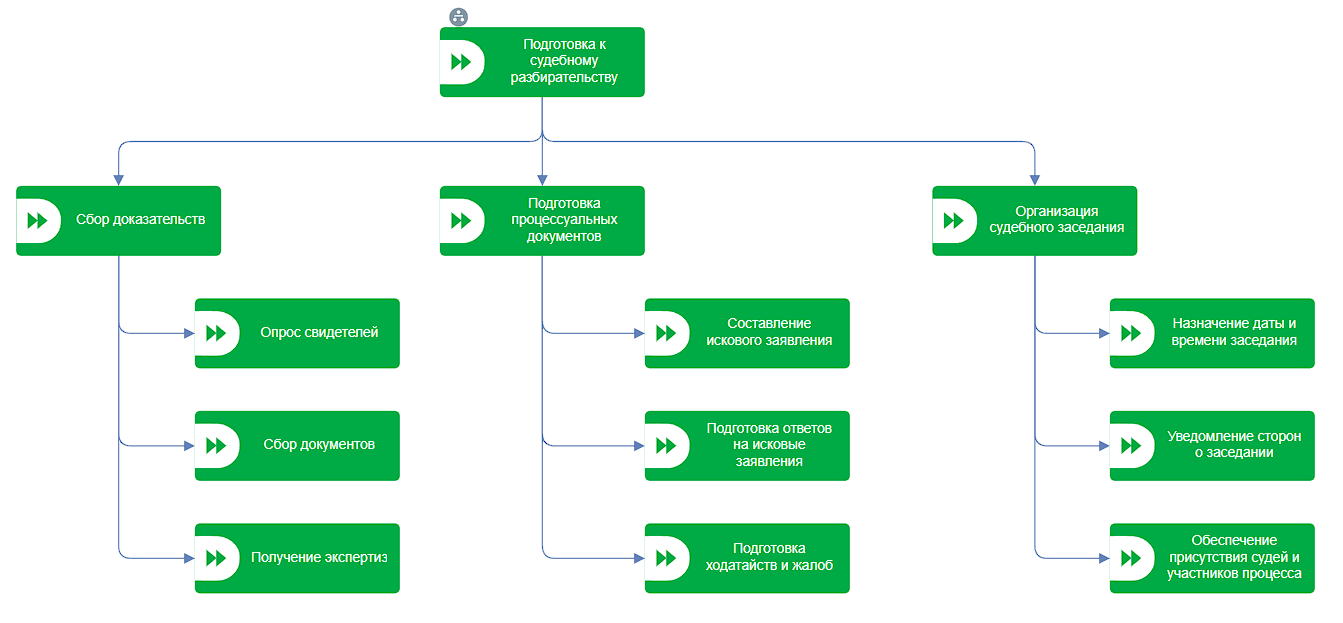 Подготовка к
судебному
разбирательству
Сбор доказательств
Подготовка
процессуальных
документов
Организация
судебного заседания
Опрос свидетелей
Составление
искового заявления
Назначение даты и
времени заседания
Сбор документов
Подготовка ответов
на исковые
заявления
Уведомление сторон
о заседании
Получение экспертиз
Подготовка
ходатайств и жалоб
Обеспечение
присутствия судей и
участников процесса